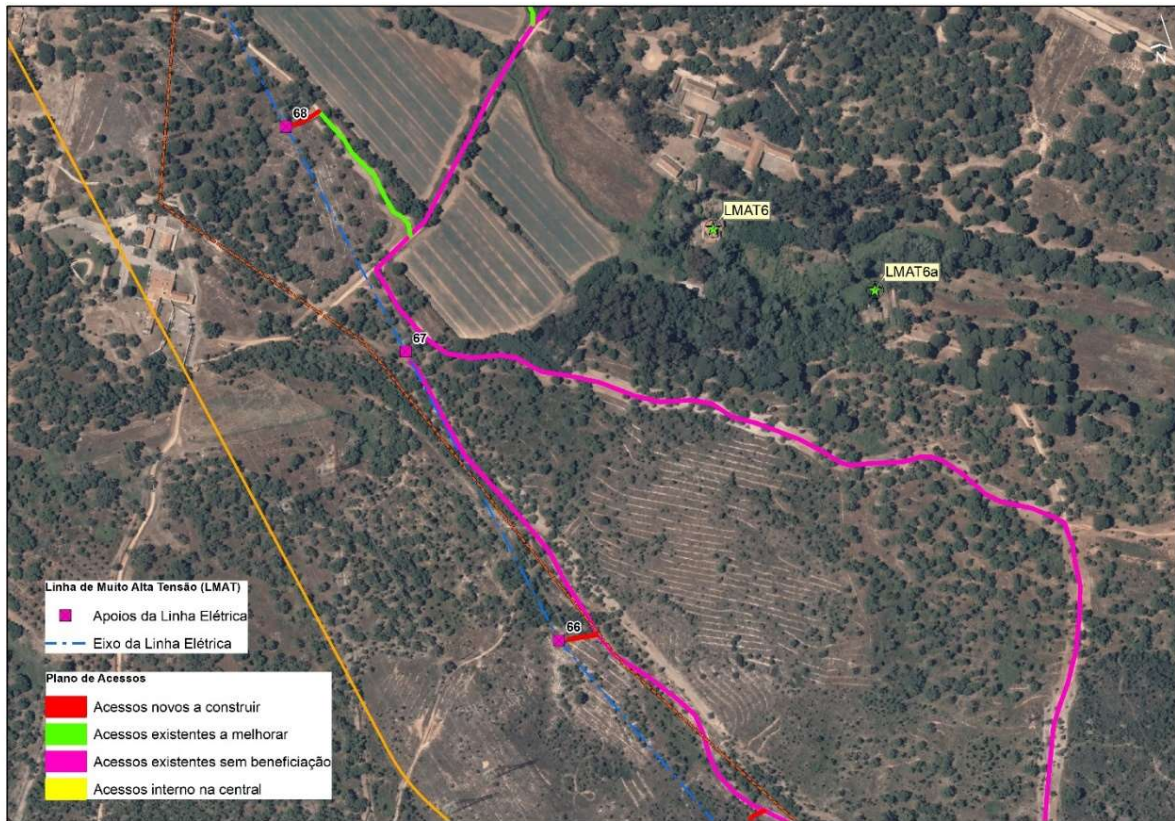 N
68
LMAT6
LMAT6a
67
66
Linha de Muito Alta Tensão (LMAT)
Apoios da Linha Elétrica
Eixo da Linha Elétrica
Plano de Acessos
Acessos novos a construir
Acessos existentes a melhorar
Acessos existentes sem beneficiação
Acessos interno na central